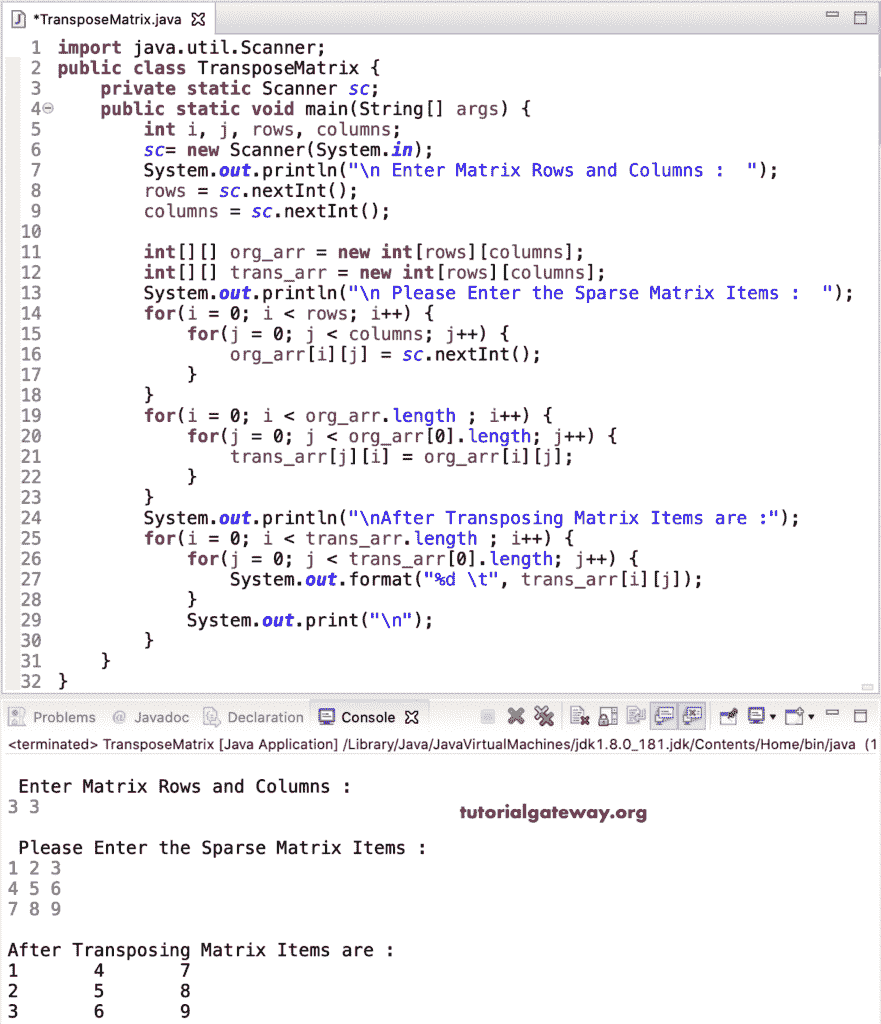 *TransposeMatrix.java
1 import java.util.Scanner;
2 public class TransposeMatrix {
3     private static Scanner sc;
4     public static void main(String[] args) {
5         int i, j, rows, columns;
6         sc= new Scanner(System.in);
7         System.out.println("\n Enter Matrix Rows and Columns :  ");
8         rows = sc.nextInt();
9         columns = sc.nextInt();
10
11         int[][] org_arr = new int[rows][columns];
12         int[][] trans_arr = new int[rows][columns];
13         System.out.println("\n Please Enter the Sparse Matrix Items :  ");
14         for(i = 0; i < rows; i++) {
15             for(j = 0; j < columns; j++) {
16                 org_arr[i][j] = sc.nextInt();
17             }
18         }
19         for(i = 0; i < org_arr.length ; i++) {
20             for(j = 0; j < org_arr[0].length; j++) {
21                 trans_arr[j][i] = org_arr[i][j];
22             }
23         }
24         System.out.println("\nAfter Transposing Matrix Items are :");
25         for(i = 0; i < trans_arr.length ; i++) {
26             for(j = 0; j < trans_arr[0].length; j++) {
27                 System.out.format("%d \t", trans_arr[i][j]);
28             }
29             System.out.print("\n");
30         }
31     }
32 }
Problems @ Javadoc Declaration Console
<terminated> TransposeMatrix [Java Application] /Library/Java/JavaVirtualMachines/jdk1.8.0_181.jdk/Contents/Home/bin/java (1
Enter Matrix Rows and Columns :
3 3
tutorialgateway.org
Please Enter the Sparse Matrix Items :
1 2 3
4 5 6
7 8 9
After Transposing Matrix Items are :
1 4 7
2 5 8
3 6 9